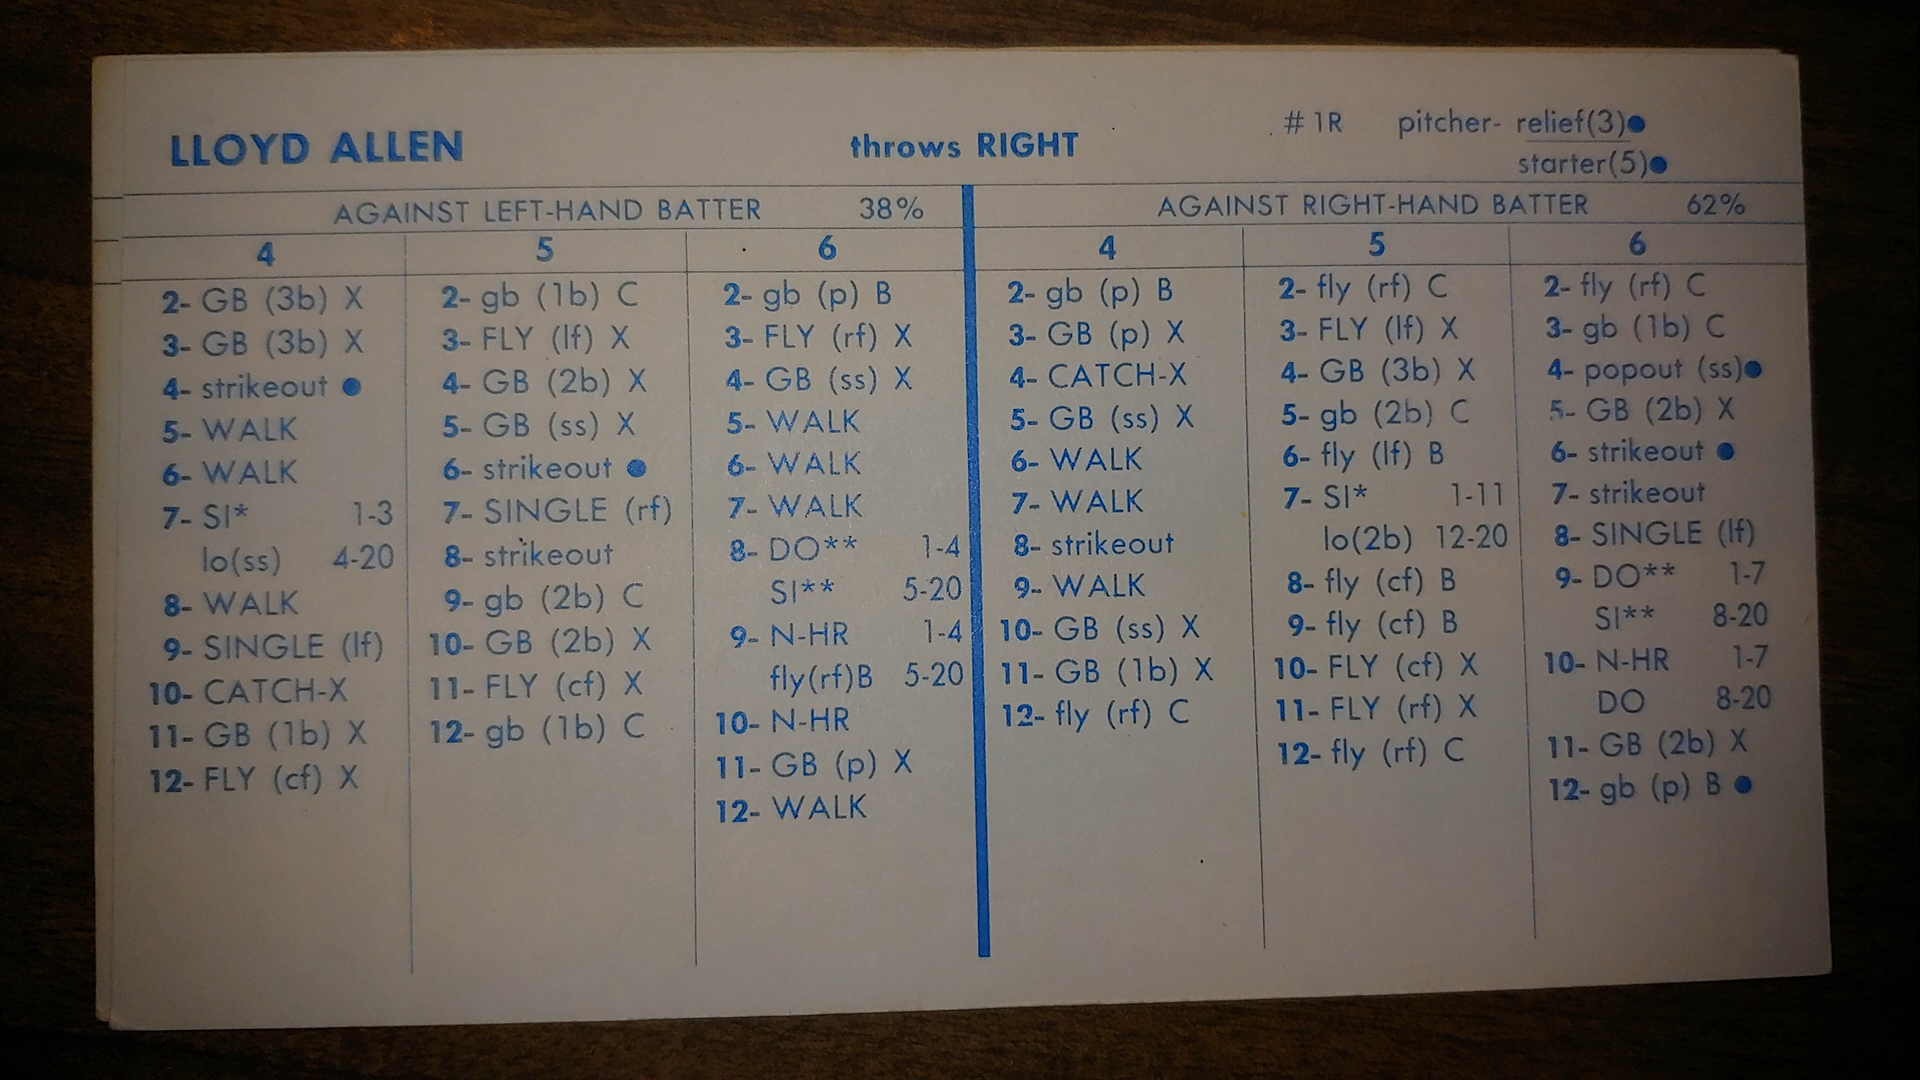 LLOYD ALLEN throws RIGHT # 1R pitcher- relief(3)●
starter(5)●
AGAINST LEFT-HAND BATTER 38%
4
2- GB (3b) X
3- GB (3b) X
4- strikeout ●
5- WALK
6- WALK
7- SI* 1-3
lo(ss) 4-20
8- WALK
9- SINGLE (lf)
10- CATCH-X
11- GB (1b) X
12- FLY (cf) X
5
2- gb (1b) C
3- FLY (lf) X
4- GB (2b) X
5- GB (ss) X
6- strikeout ●
7- SINGLE (rf)
8- strikeout
9- gb (2b) C
10- GB (2b) X
11- FLY (cf) X
12- gb (1b) C
6
2- gb (p) B
3- FLY (rf) X
4- GB (ss) X
5- WALK
6- WALK
7- WALK
8- DO** 1-4
SI** 5-20
9- N-HR 1-4
fly(rf)B 5-20
10- N-HR
11- GB (p) X
12- WALK
AGAINST RIGHT-HAND BATTER 62%
4
2- gb (p) B
3- GB (p) X
4- CATCH-X
5- GB (ss) X
6- WALK
7- WALK
8- strikeout
9- WALK
10- GB (ss) X
11- GB (1b) X
12- fly (rf) C
5
2- fly (rf) C
3- FLY (lf) X
4- GB (3b) X
5- gb (2b) C
6- fly (lf) B
7- SI* 1-11
lo(2b) 12-20
8- fly (cf) B
9- fly (cf) B
10- FLY (cf) X
11- FLY (rf) X
12- fly (rf) C
6
2- fly (rf) C
3- gb (1b) C
4- popout (ss)●
5- GB (2b) X
6- strikeout ●
7- strikeout
8- SINGLE (lf)
9- DO** 1-7
SI** 8-20
10- N-HR 1-7
DO 8-20
11- GB (2b) X
12- gb (p) B ●